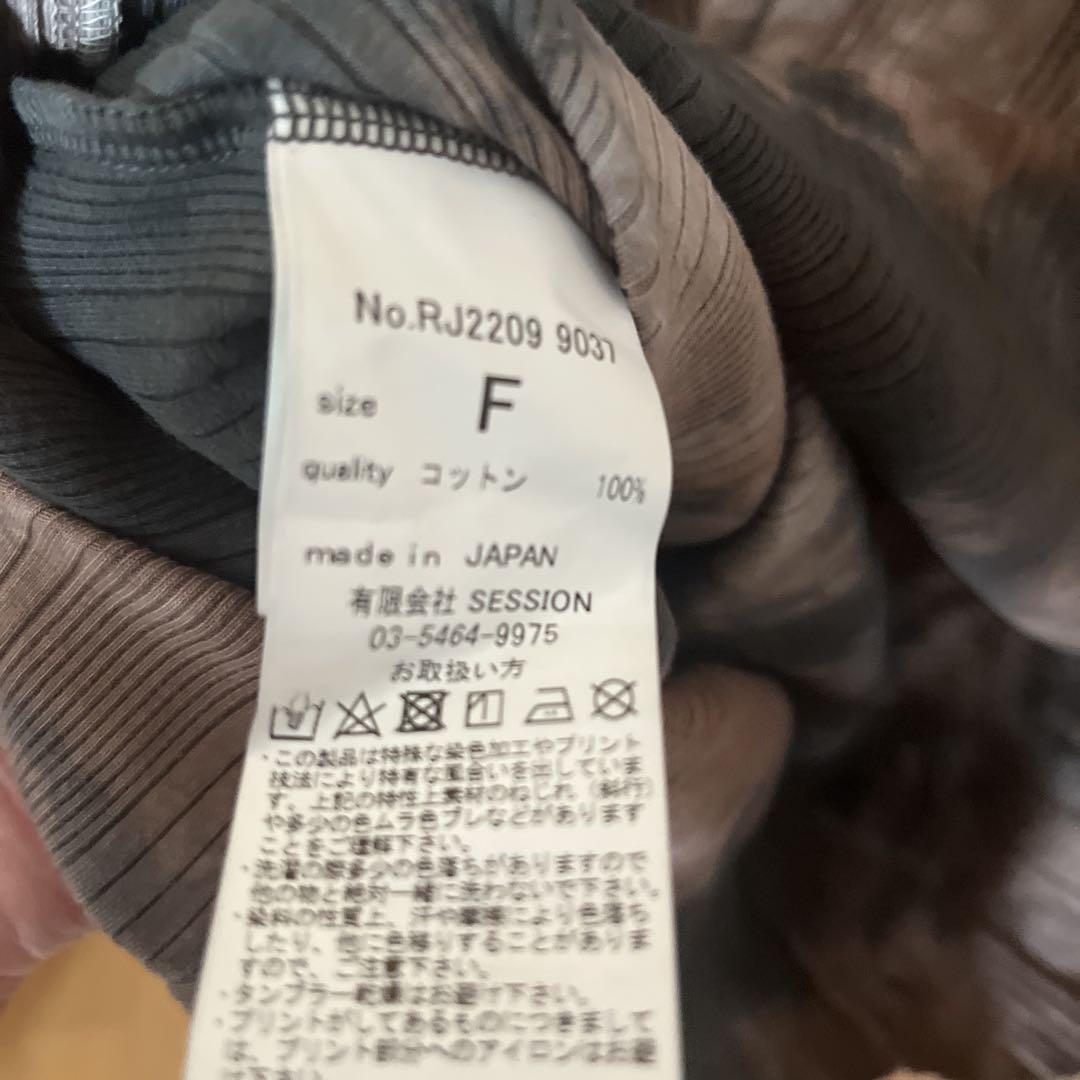 No.RJ2209 9037
size F
quality コットン 100%
made in JAPAN
有限会社 SESSION
03-5464-9975
お取扱い方
・この製品は特殊な染色加工やプリント
技法により特有な風合いを出していま
す。上記の特性上素材のねじれ（斜行）
や多少の色ムラ色ブレなどがあります
ことをご理解下さい。
・洗濯の際多少の色落ちがありますので
他の物と絶対一緒に洗わないで下さい。
・染料の性質上、汗や摩擦により色落ち
したり、他に色移りすることがありま
すので、ご注意下さい。
・タンブラー乾燥はお避け下さい。
・プリントがしてあるものにつきまして
は、プリント部分へのアイロンはお避
け下さい。